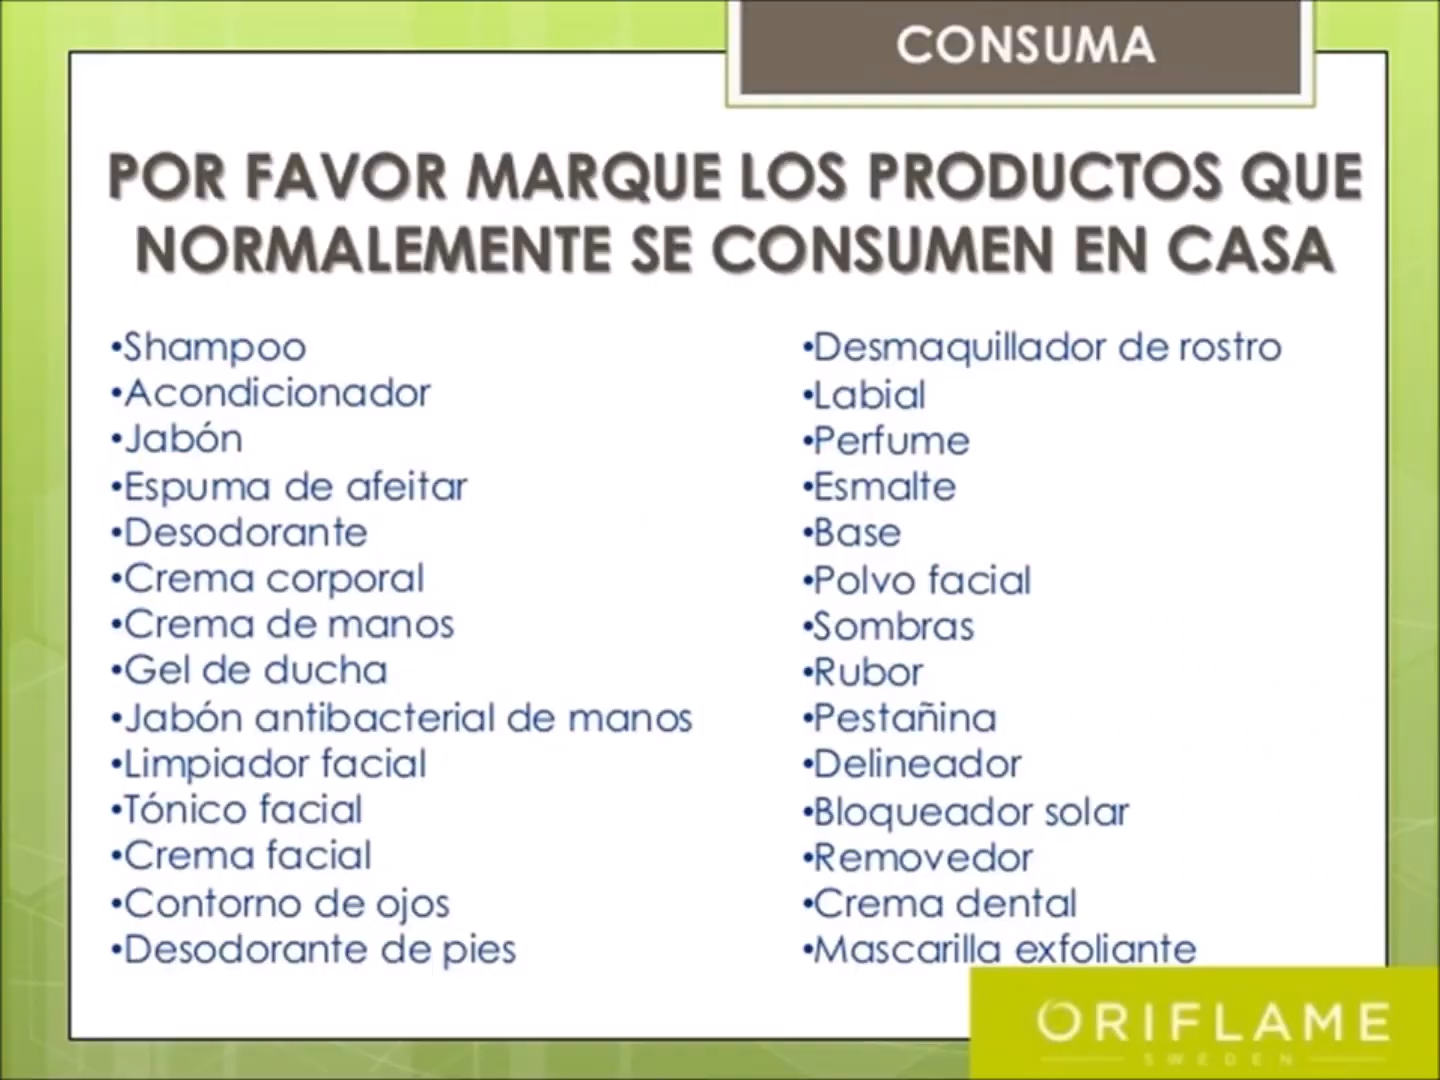 CONSUMA
POR FAVOR MARQUE LOS PRODUCTOS QUE
NORMALEMENTE SE CONSUMEN EN CASA
•Shampoo
•Acondicionador
•Jabón
•Espuma de afeitar
•Desodorante
•Crema corporal
•Crema de manos
•Gel de ducha
•Jabón antibacterial de manos
•Limpiador facial
•Tónico facial
•Crema facial
•Contorno de ojos
•Desodorante de pies
•Desmaquillador de rostro
•Labial
•Perfume
•Esmalte
•Base
•Polvo facial
•Sombras
•Rubor
•Pestañina
•Delineador
•Bloqueador solar
•Removedor
•Crema dental
•Mascarilla exfoliante
ORIFLAME
SWEDEN